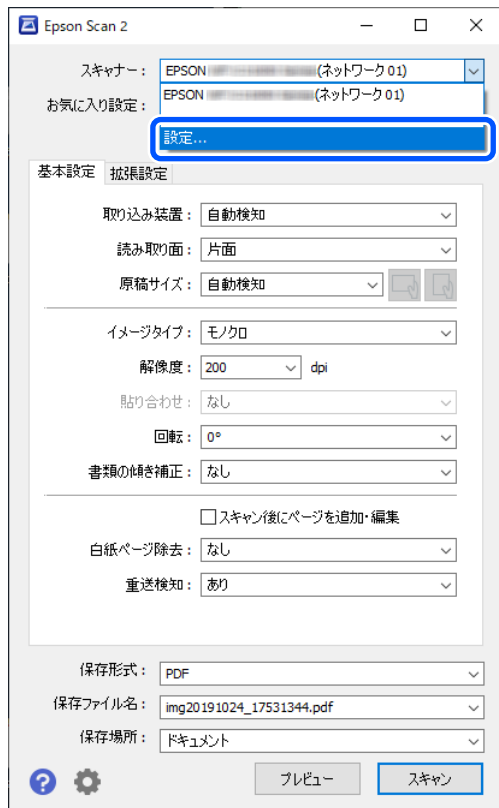 Epson Scan 2
スキャナー： EPSON (ネットワーク 01)
EPSON (ネットワーク 01)
お気に入り設定：
設定...
基本設定 拡張設定
取り込み装置： 自動検知
読み取り面： 片面
原稿サイズ： 自動検知
イメージタイプ： モノクロ
解像度： 200 dpi
貼り合わせ： なし
回転： 0°
書類の傾き補正： なし
スキャン後にページを追加・編集
白紙ページ除去： なし
重送検知： あり
保存形式： PDF
保存ファイル名： img20191024_17531344.pdf
保存場所： ドキュメント
? プレビュー スキャン